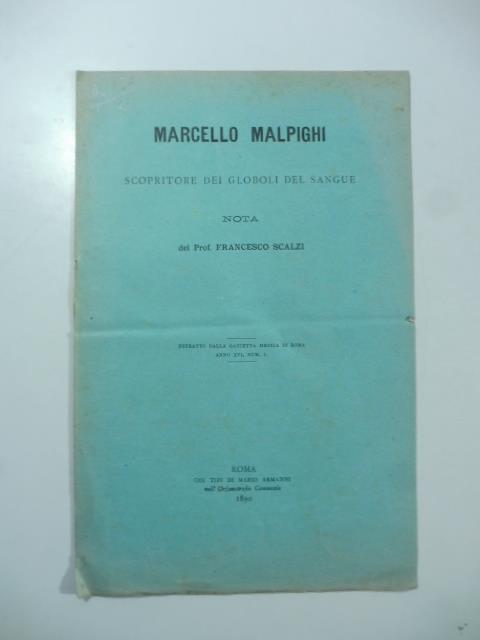 MARCELLO MALPIGHI
SCOPRITORE DEI GLOBOLI DEL SANGUE
NOTA
del Prof. FRANCESCO SCALZI
ESTRATTO DALLA GAZZETTA MEDICA DI ROMA
ANNO XVI, NUM. 1.
ROMA
COI TIPI DI MARIO ARMANNI
nell' Orfanotrofio Comunale
1890